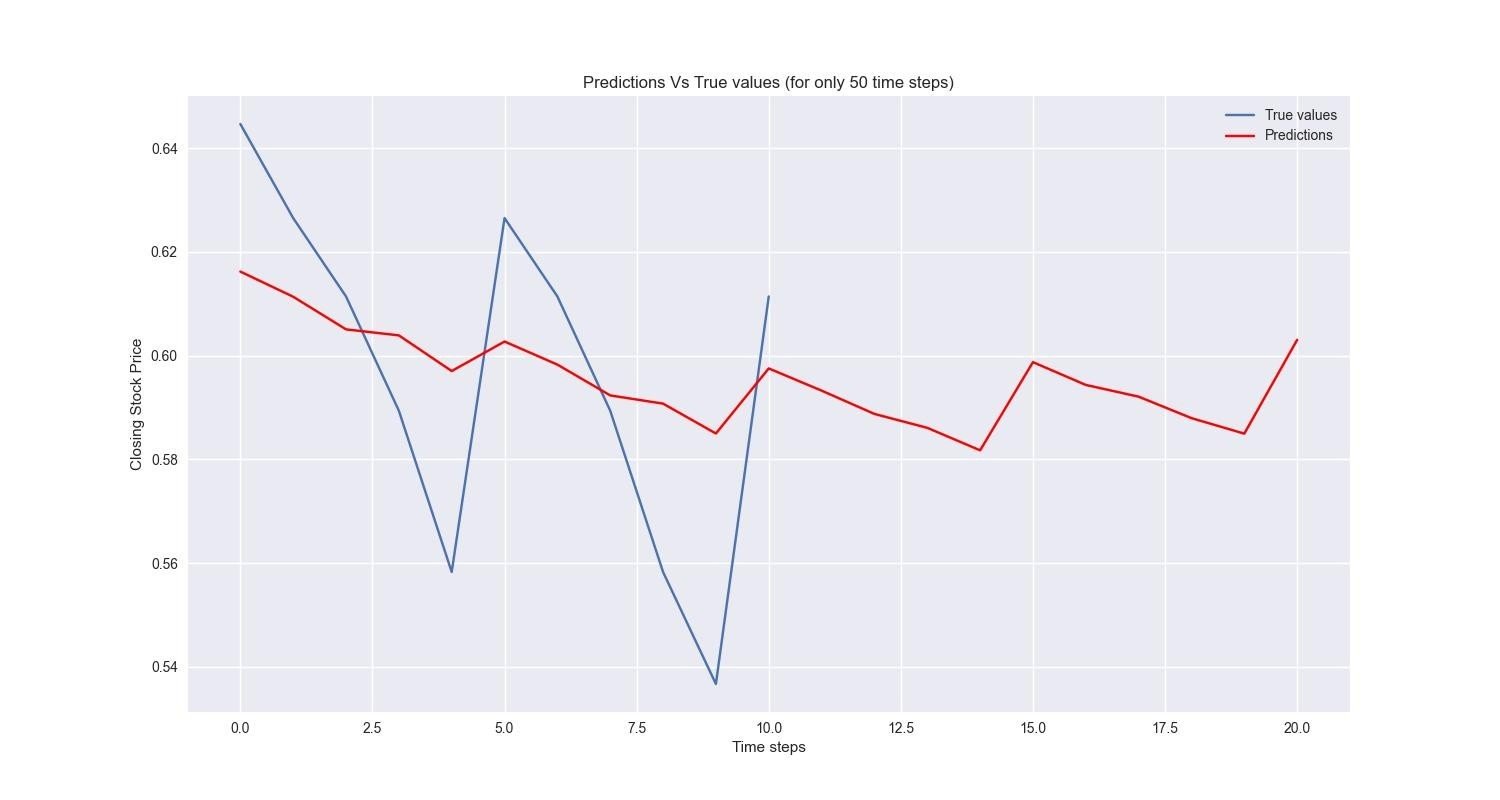 Predictions Vs True values (for only 50 time steps)
True values
Predictions
0.64
0.62
0.60
0.58
0.56
0.54
Closing Stock Price
0.0 2.5 5.0 7.5 10.0 12.5 15.0 17.5 20.0
Time steps